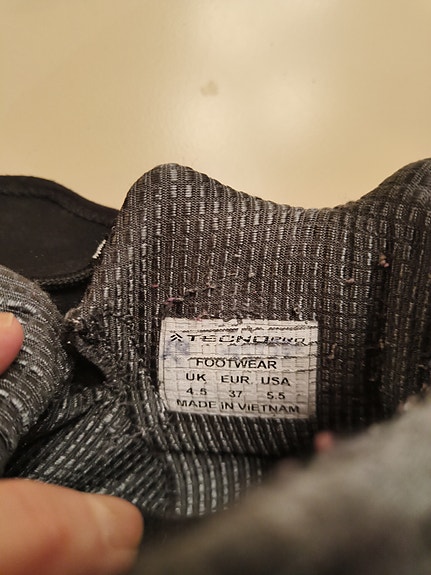 TECNOPRO
FOOTWEAR
UK EUR USA
4.5 37 5.5
MADE IN VIETNAM